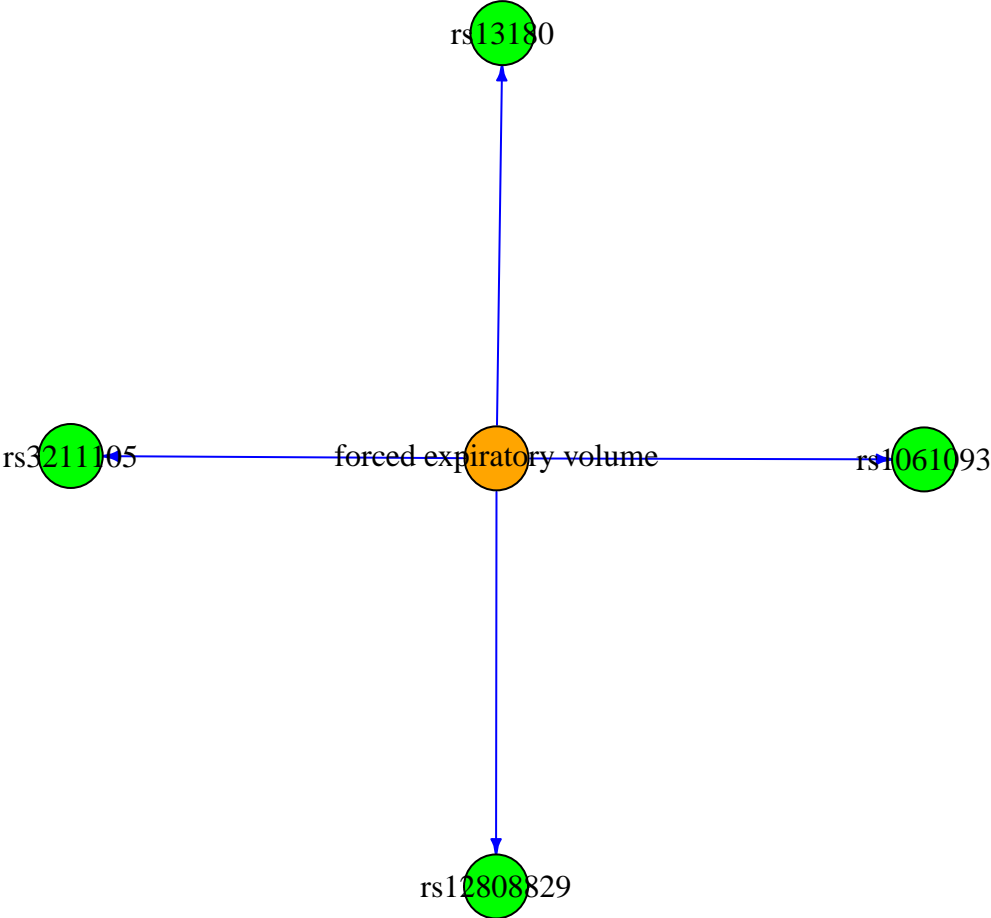 rs13180
rs3211105
forced expiratory volume
rs1061093
rs12808829